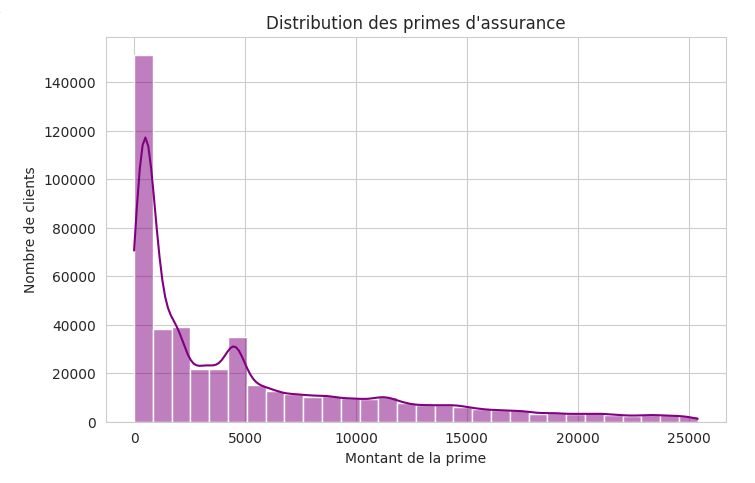 Distribution des primes d'assurance
Nombre de clients
140000
120000
100000
80000
60000
40000
20000
0
0 5000 10000 15000 20000 25000
Montant de la prime